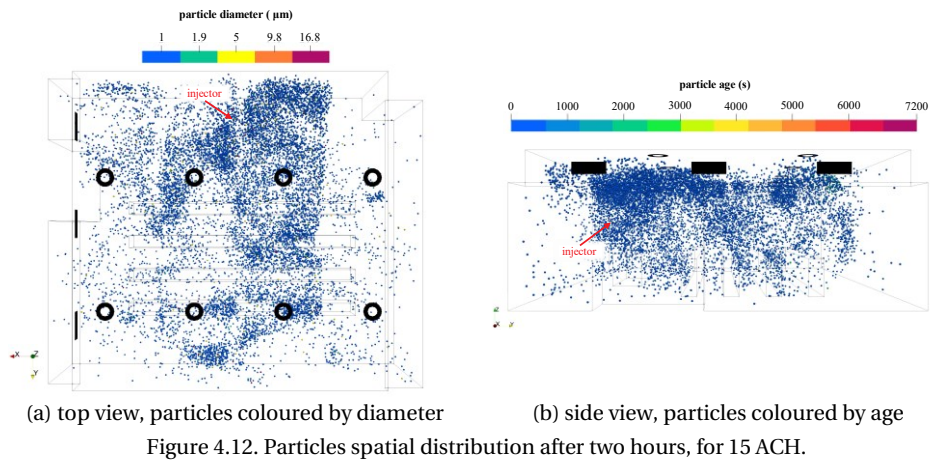 particle diameter ( µm)
1 1.9 5 9.8 16.8
injector
X Z
Y
(a) top view, particles coloured by diameter
particle age (s)
0 1000 2000 3000 4000 5000 6000 7200
injector
Z
X Y
(b) side view, particles coloured by age
Figure 4.12. Particles spatial distribution after two hours, for 15 ACH.